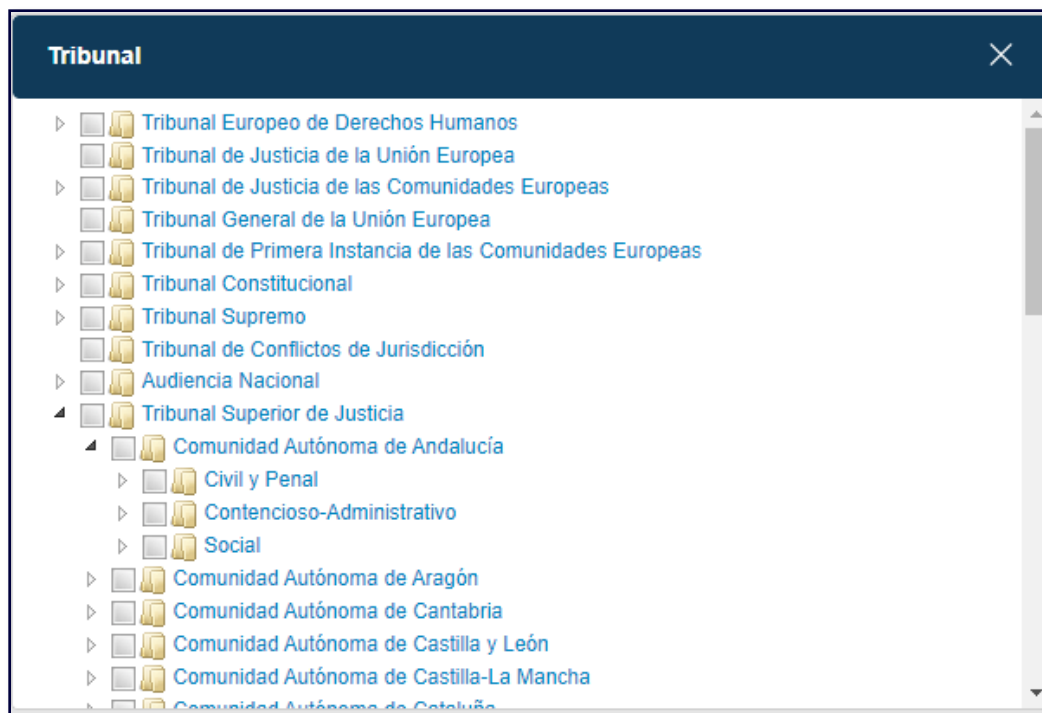 Tribunal
Tribunal Europeo de Derechos Humanos
Tribunal de Justicia de la Unión Europea
Tribunal de Justicia de las Comunidades Europeas
Tribunal General de la Unión Europea
Tribunal de Primera Instancia de las Comunidades Europeas
Tribunal Constitucional
Tribunal Supremo
Tribunal de Conflictos de Jurisdicción
Audiencia Nacional
Tribunal Superior de Justicia
Comunidad Autónoma de Andalucía
Civil y Penal
Contencioso-Administrativo
Social
Comunidad Autónoma de Aragón
Comunidad Autónoma de Cantabria
Comunidad Autónoma de Castilla y León
Comunidad Autónoma de Castilla-La Mancha
Comunidad Autónoma de Cataluña